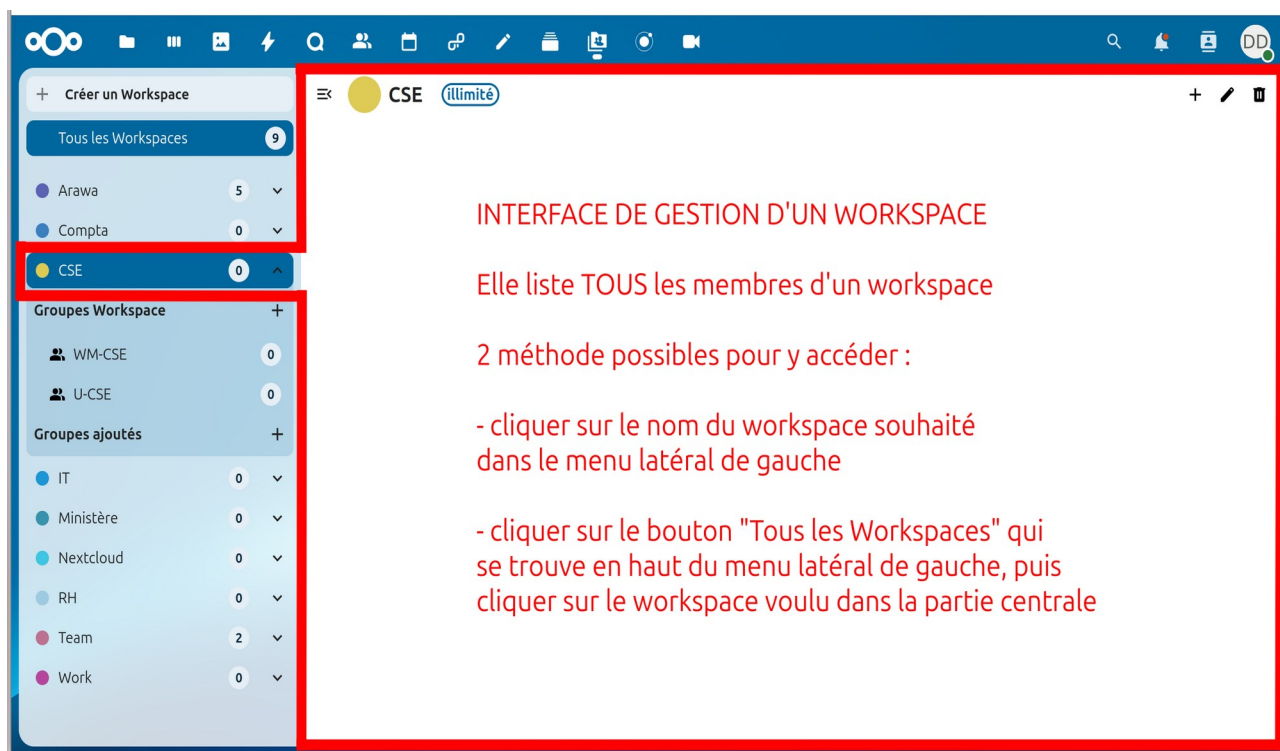 DD
+ Créer un Workspace
Tous les Workspaces 9
Arawa 5
Compta 0
CSE 0
Groupes Workspace +
WM-CSE 0
U-CSE 0
Groupes ajoutés +
IT 0
Ministère 0
Nextcloud 0
RH 0
Team 2
Work 0
CSE illimité
INTERFACE DE GESTION D'UN WORKSPACE
Elle liste TOUS les membres d'un workspace
2 méthode possibles pour y accéder :
- cliquer sur le nom du workspace souhaité
dans le menu latéral de gauche
- cliquer sur le bouton "Tous les Workspaces" qui
se trouve en haut du menu latéral de gauche, puis
cliquer sur le workspace voulu dans la partie centrale